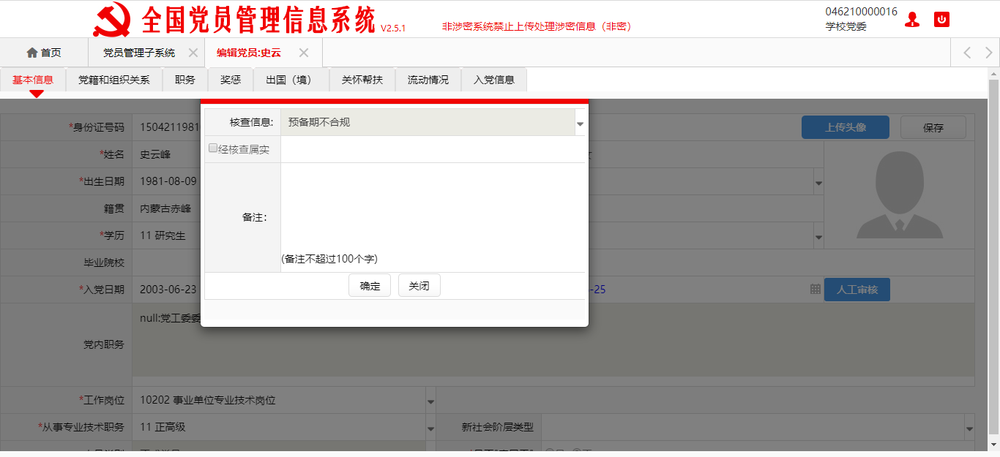 全国党员管理信息系统 V2.5.1
非涉密系统禁止上传处理涉密信息（非密）
046210000016
学校党委
首页 党员管理子系统 编辑党员:史云
基本信息 党籍和组织关系 职务 奖惩 出国（境） 关怀帮扶 流动情况 入党信息
核查信息: 预备期不合规
经核查属实
备注:
(备注不超过100个字)
确定 关闭
*身份证号码 1504211981
上传头像 保存
*姓名 史云峰
*出生日期 1981-08-09
籍贯 内蒙古赤峰
*学历 11 研究生
毕业院校
*入党日期 2003-06-23 -25 人工审核
党内职务 null:党工委委
*工作岗位 10202 事业单位专业技术岗位
*从事专业技术职务 11 正高级 新社会阶层类型